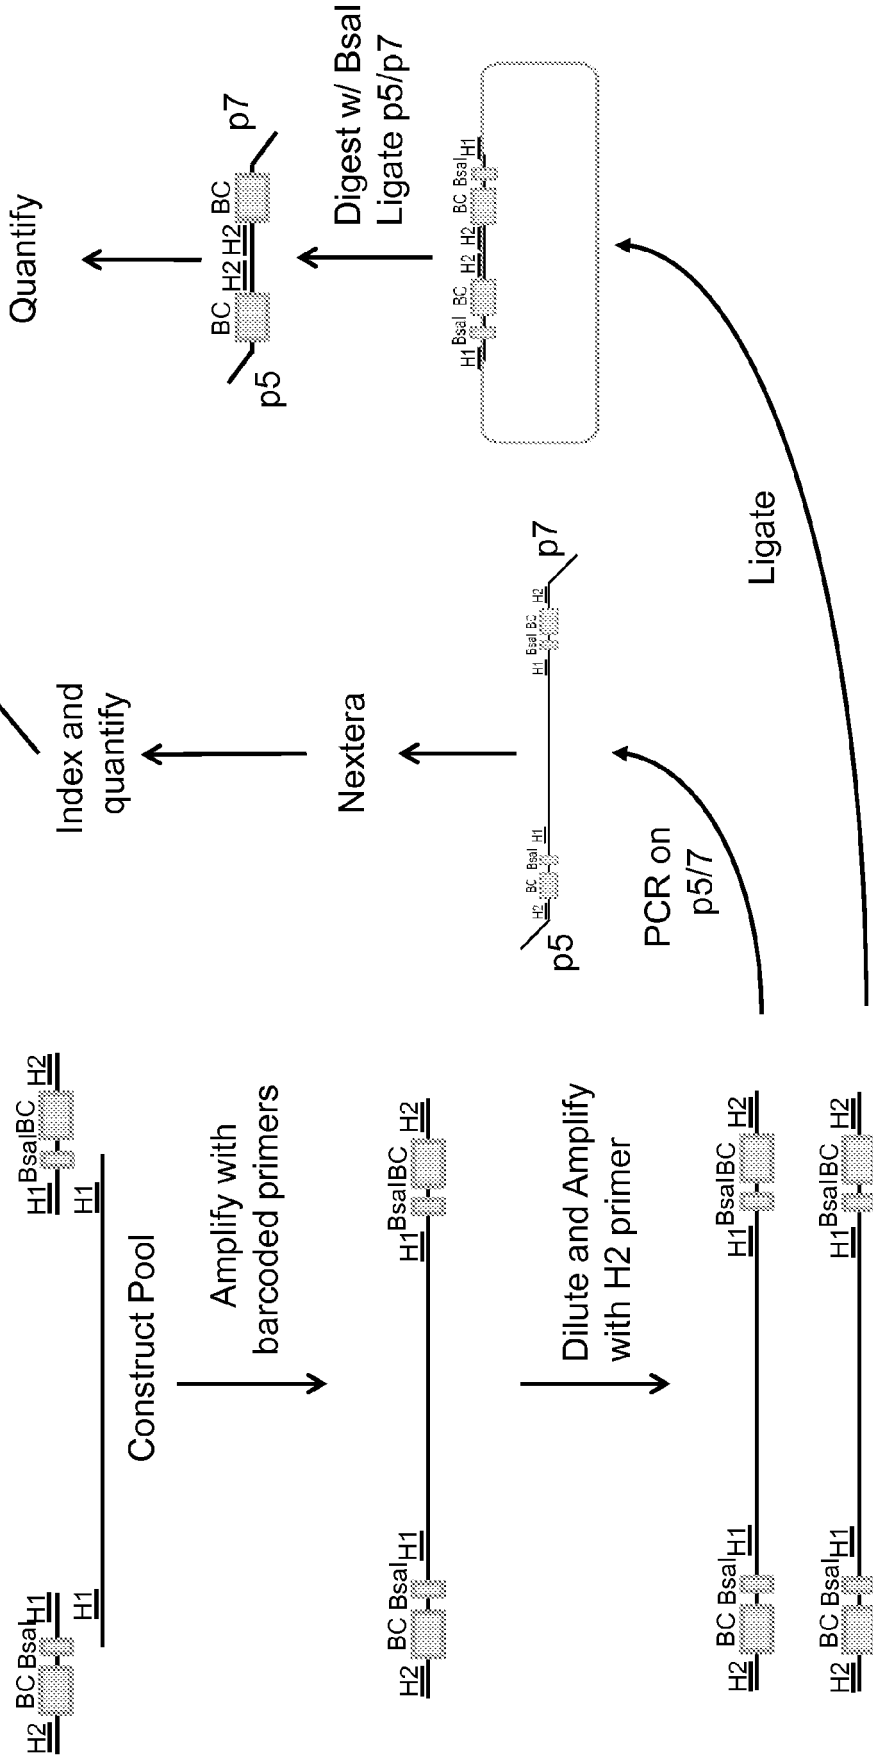 H2 BC BsaI H1
H1 BsaI BC H2
H1 H1
Construct Pool
Amplify with
barcoded primers
H2 BC BsaI H1
H1 BsaI BC H2
Dilute and Amplify
with H2 primer
H2 BC BsaI H1
H1 BsaI BC H2
H2 BC BsaI H1
H1 BsaI BC H2
PCR on
p5/7
p5
H2 BC BsaI H1
H1 BsaI BC H2
p7
Nextera
Index and
quantify
Ligate
H1 BsaI BC H2 H2 BC BsaI H1
Digest w/ BsaI
Ligate p5/p7
p5
BC H2 H2 BC
p7
Quantify